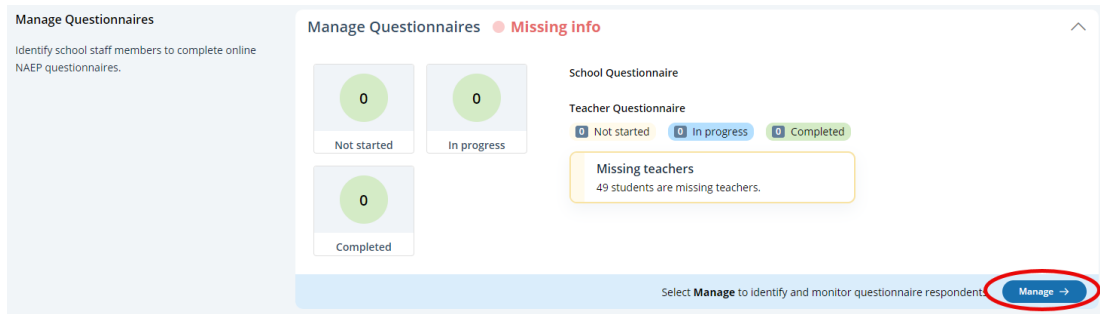 Manage Questionnaires
Identify school staff members to complete online
NAEP questionnaires.
Manage Questionnaires Missing info
0
Not started
0
In progress
0
Completed
School Questionnaire
Teacher Questionnaire
0 Not started 0 In progress 0 Completed
Missing teachers
49 students are missing teachers.
Select Manage to identify and monitor questionnaire respondents
Manage →